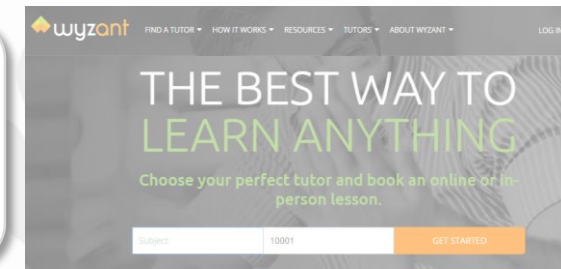 wyzant
FIND A TUTOR HOW IT WORKS RESOURCES TUTORS ABOUT WYZANT LOG IN
THE BEST WAY TO
LEARN ANYTHING
Choose your perfect tutor and book an online or in-
person lesson.
Subject 10001 GET STARTED